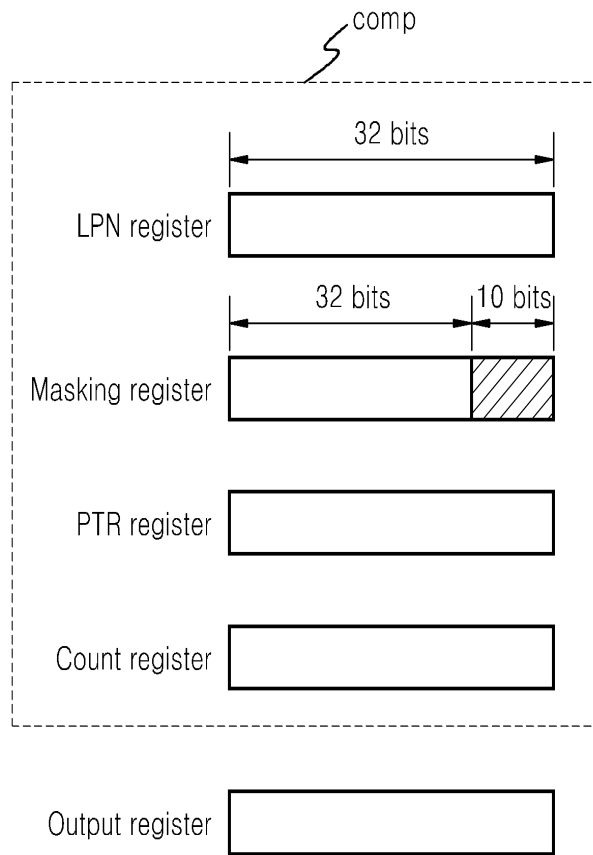 comp
32 bits
LPN register
32 bits 10 bits
Masking register
PTR register
Count register
Output register